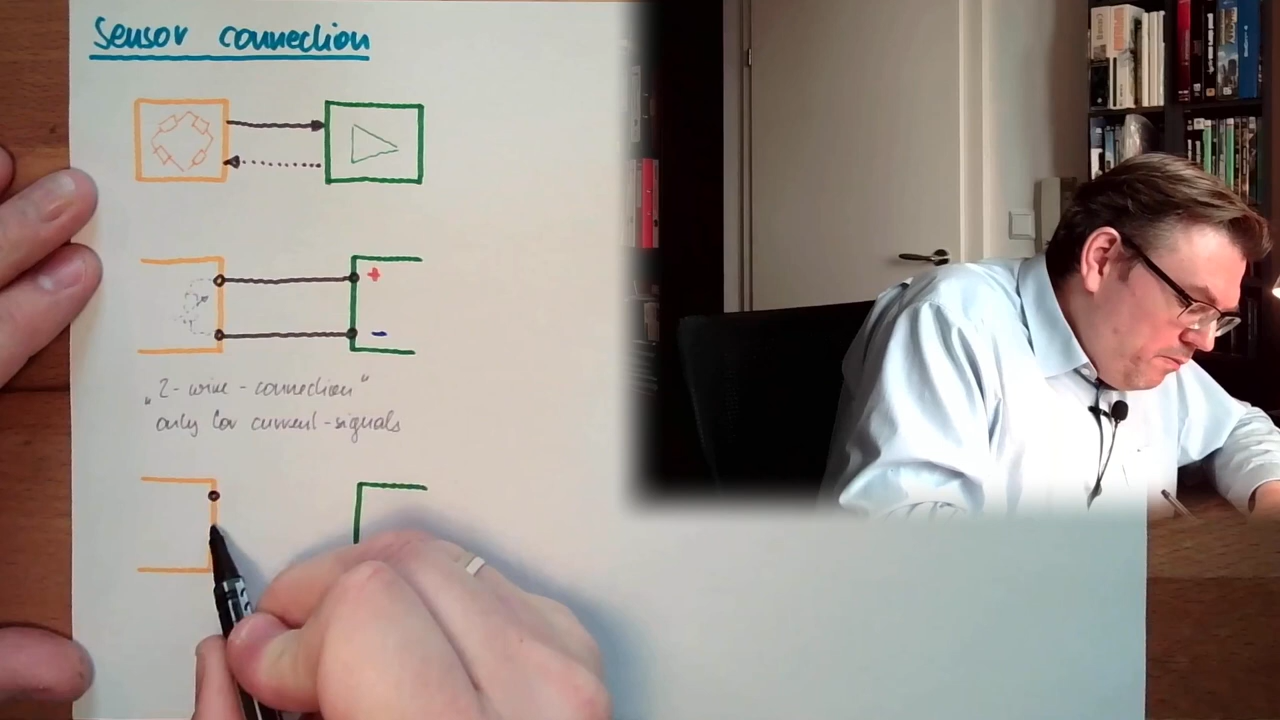 Sensor connection
+
-
„2-wire-connection"
only for current-signals